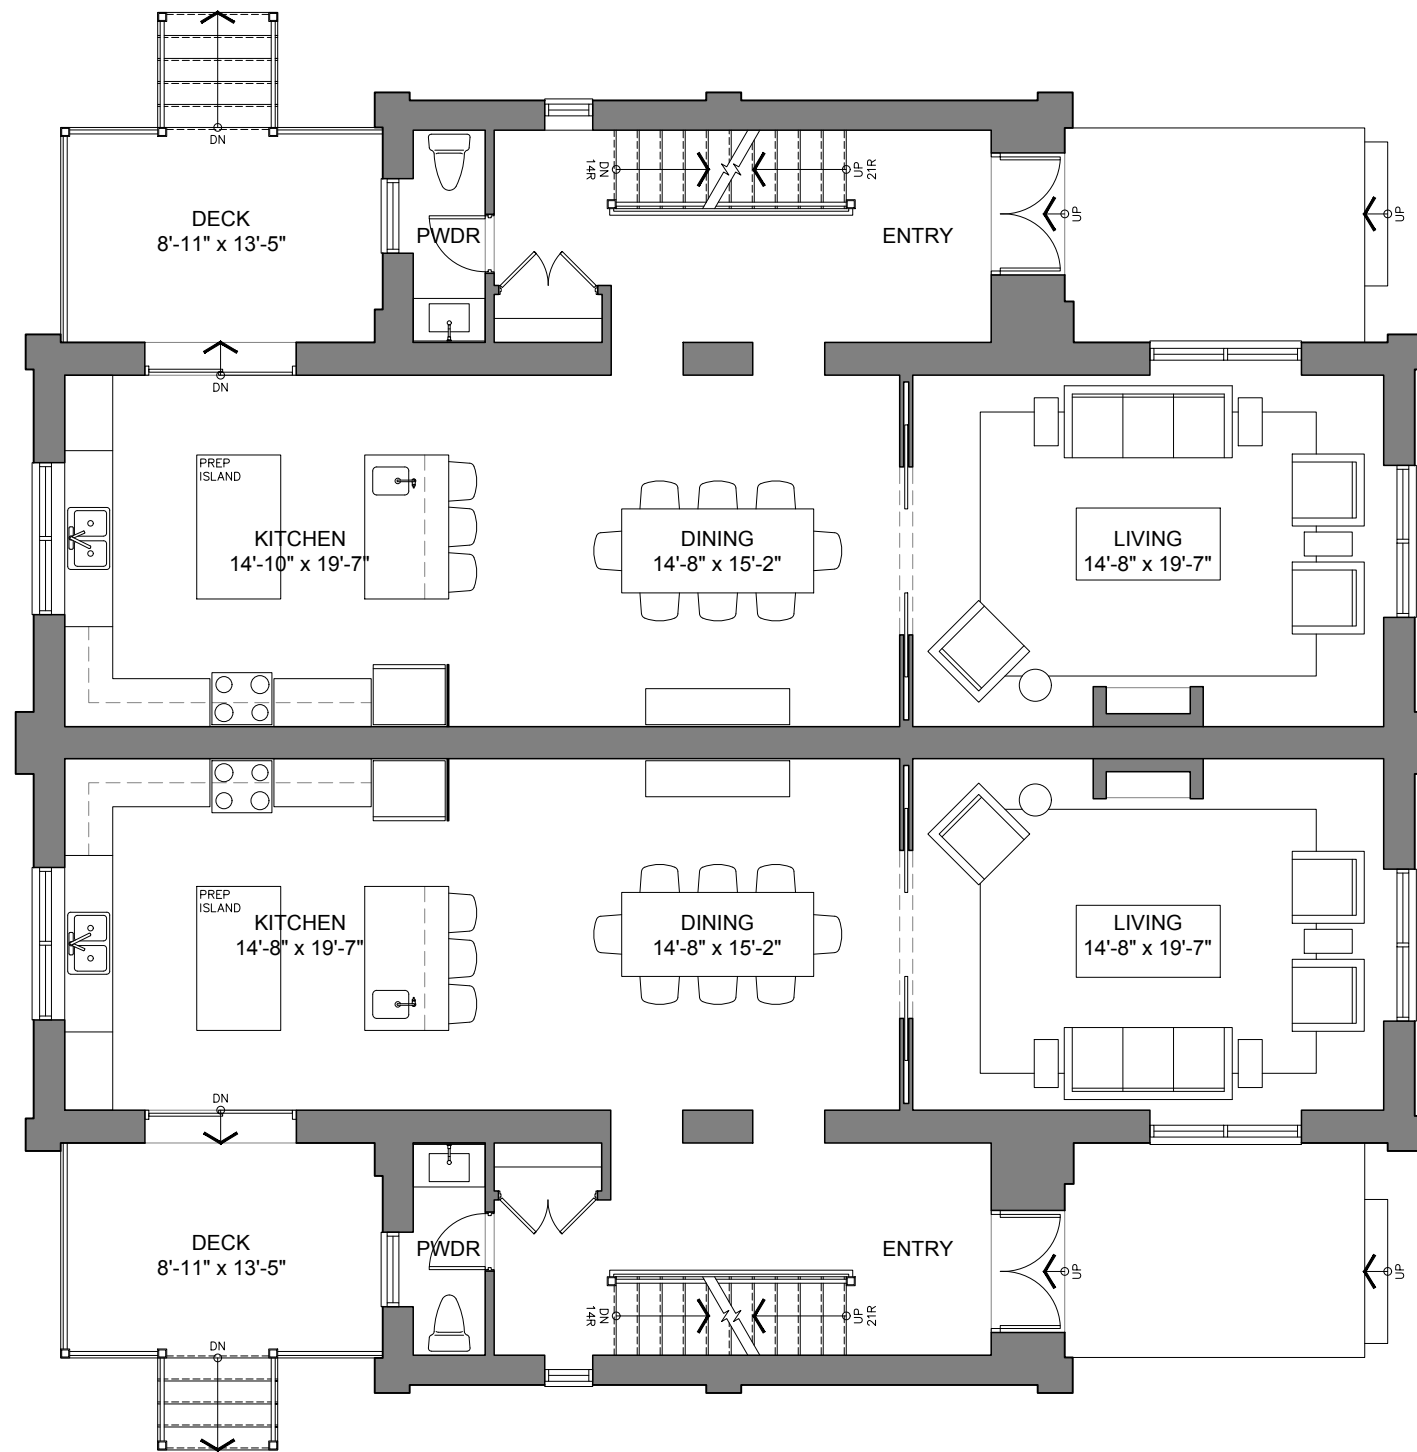 DN
DECK
8'-11" x 13'-5"
PWDR
DN
14R
UP
21R
ENTRY
UP
UP
DN
PREP
ISLAND
KITCHEN
14'-10" x 19'-7"
DINING
14'-8" x 15'-2"
LIVING
14'-8" x 19'-7"
PREP
ISLAND
KITCHEN
14'-8" x 19'-7"
DINING
14'-8" x 15'-2"
LIVING
14'-8" x 19'-7"
DN
DECK
8'-11" x 13'-5"
PWDR
ENTRY
UP
UP
DN
14R
UP
21R
DN